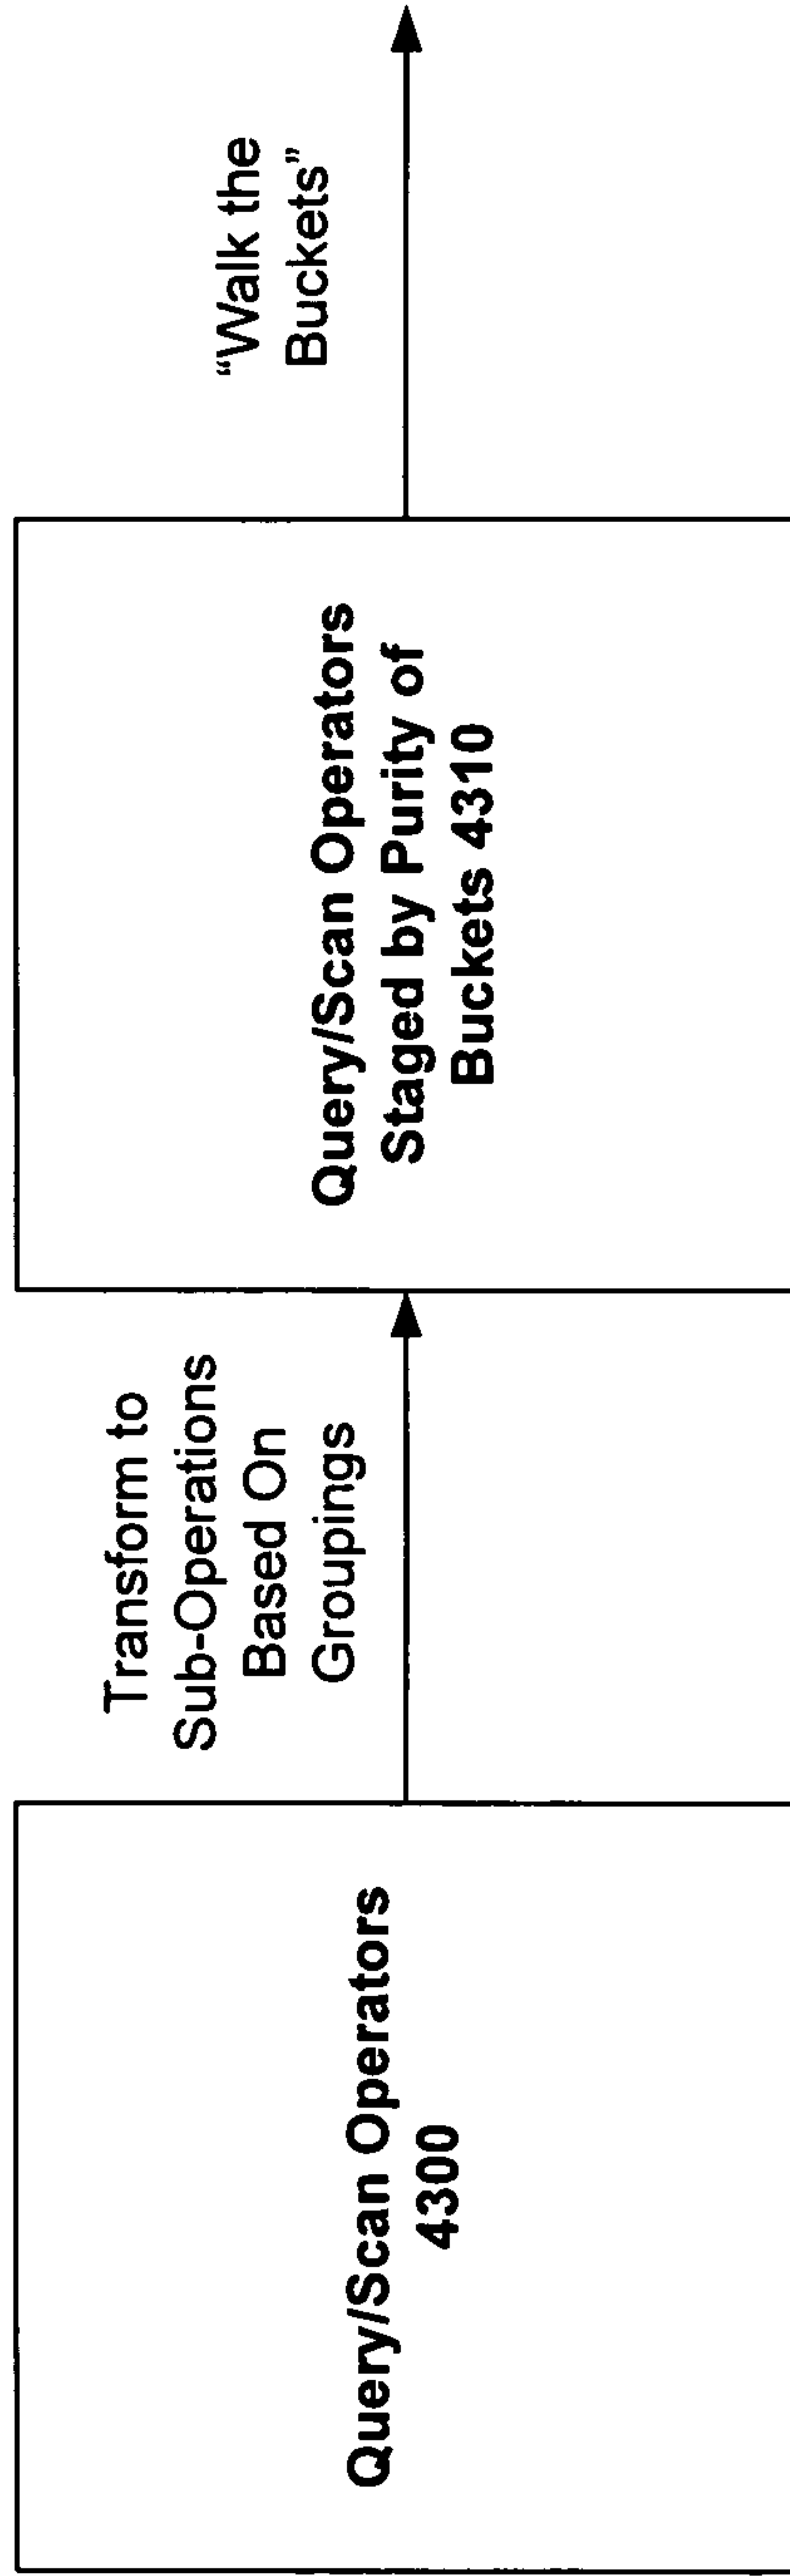 Query/Scan Operators
4300
Transform to
Sub-Operations
Based On
Groupings
Query/Scan Operators
Staged by Purity of
Buckets 4310
“Walk the
Buckets”